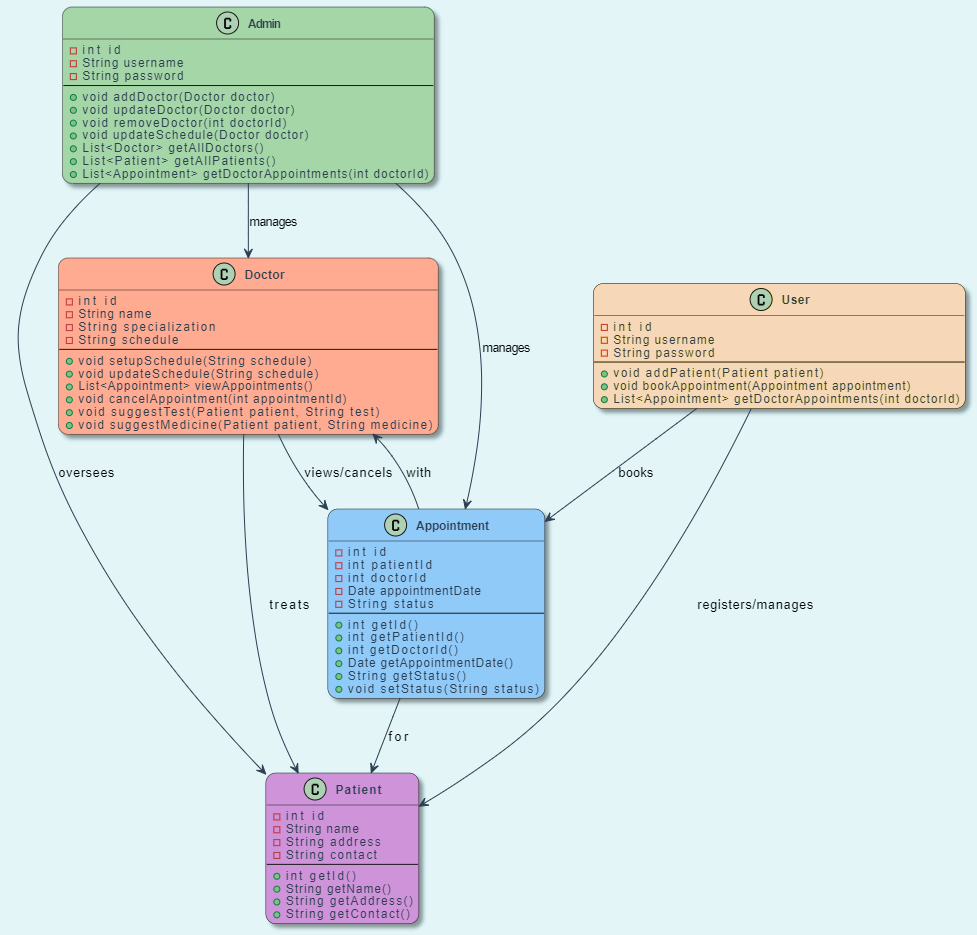 C Admin
int id
String username
String password
void addDoctor(Doctor doctor)
void updateDoctor(Doctor doctor)
void removeDoctor(int doctorId)
void updateSchedule(Doctor doctor)
List<Doctor> getAllDoctors()
List<Patient> getAllPatients()
List<Appointment> getDoctorAppointments(int doctorId)
manages
C Doctor
int id
String name
String specialization
String schedule
void setupSchedule(String schedule)
void updateSchedule(String schedule)
List<Appointment> viewAppointments()
void cancelAppointment(int appointmentId)
void suggestTest(Patient patient, String test)
void suggestMedicine(Patient patient, String medicine)
manages
C User
int id
String username
String password
void addPatient(Patient patient)
void bookAppointment(Appointment appointment)
List<Appointment> getDoctorAppointments(int doctorId)
oversees
views/cancels
with
books
C Appointment
int id
int patientId
int doctorId
Date appointmentDate
String status
int getId()
int getPatientId()
int getDoctorId()
Date getAppointmentDate()
String getStatus()
void setStatus(String status)
treats
registers/manages
for
C Patient
int id
String name
String address
String contact
int getId()
String getName()
String getAddress()
String getContact()